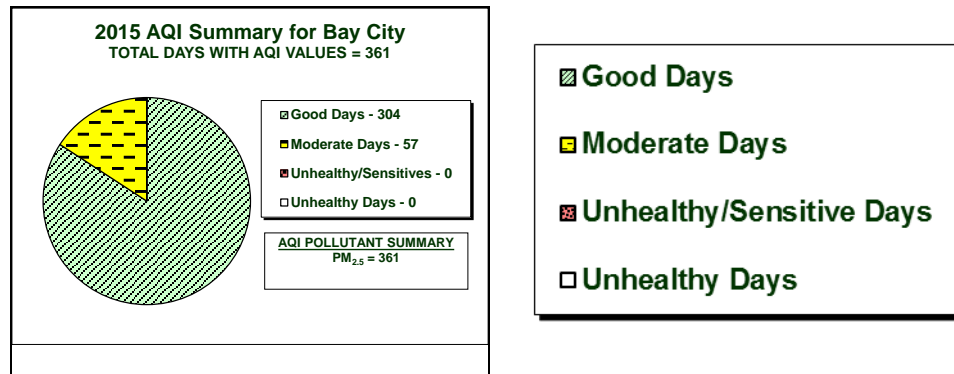 2015 AQI Summary for Bay City
TOTAL DAYS WITH AQI VALUES = 361
Good Days - 304
Moderate Days - 57
Unhealthy/Sensitives - 0
Unhealthy Days - 0
AQI POLLUTANT SUMMARY
PM2.5 = 361
Good Days
Moderate Days
Unhealthy/Sensitive Days
Unhealthy Days